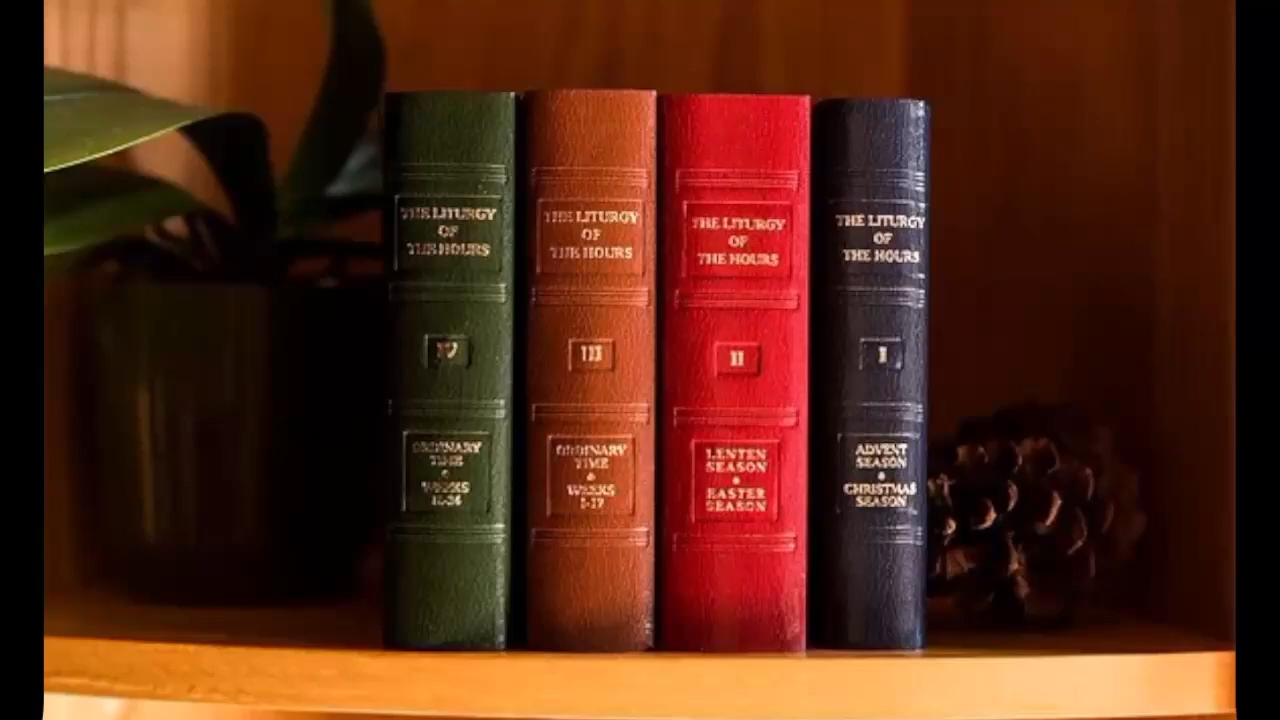 THE LITURGY
OF
THE HOURS
IV
ORDINARY
TIME
WEEKS
18-34
THE LITURGY
OF
THE HOURS
III
ORDINARY
TIME
WEEKS
1-17
THE LITURGY
OF
THE HOURS
II
LENTEN
SEASON
EASTER
SEASON
THE LITURGY
OF
THE HOURS
I
ADVENT
SEASON
CHRISTMAS
SEASON